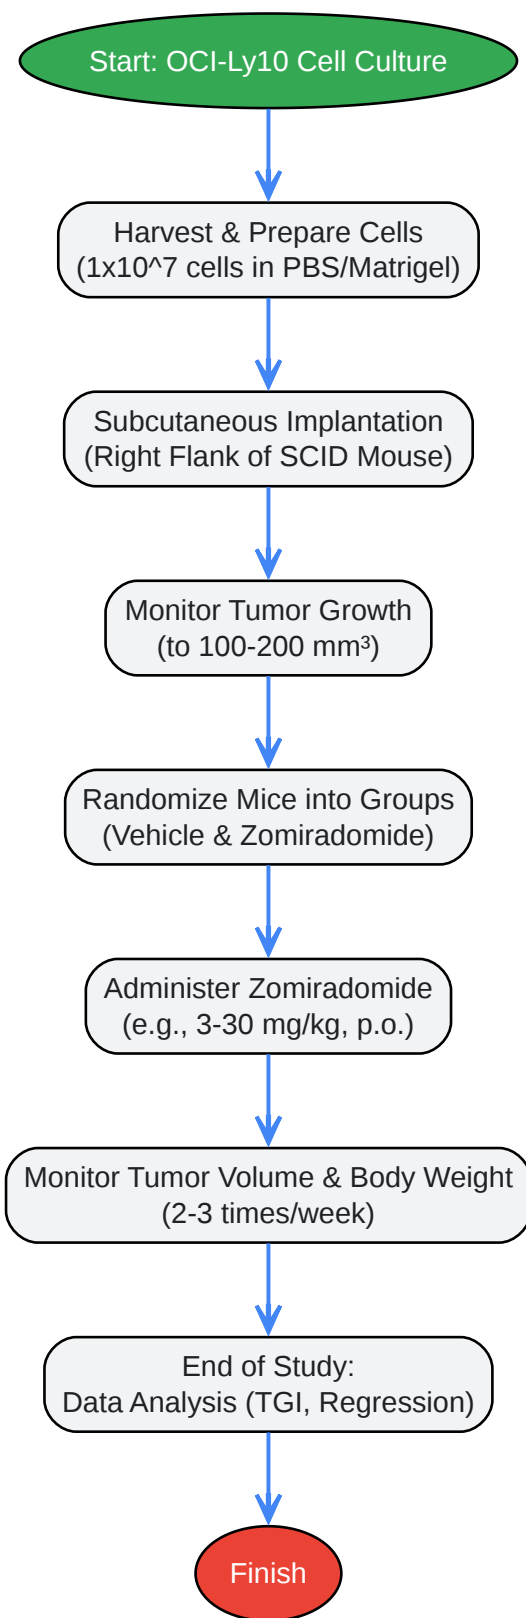 Start: OCI-Ly10 Cell Culture
Harvest & Prepare Cells
(1x10^7 cells in PBS/Matrigel)
Subcutaneous Implantation
(Right Flank of SCID Mouse)
Monitor Tumor Growth
(to 100-200 mm³)
Randomize Mice into Groups
(Vehicle & Zomiradomide)
Administer Zomiradomide
(e.g., 3-30 mg/kg, p.o.)
Monitor Tumor Volume & Body Weight
(2-3 times/week)
End of Study:
Data Analysis (TGI, Regression)
Finish